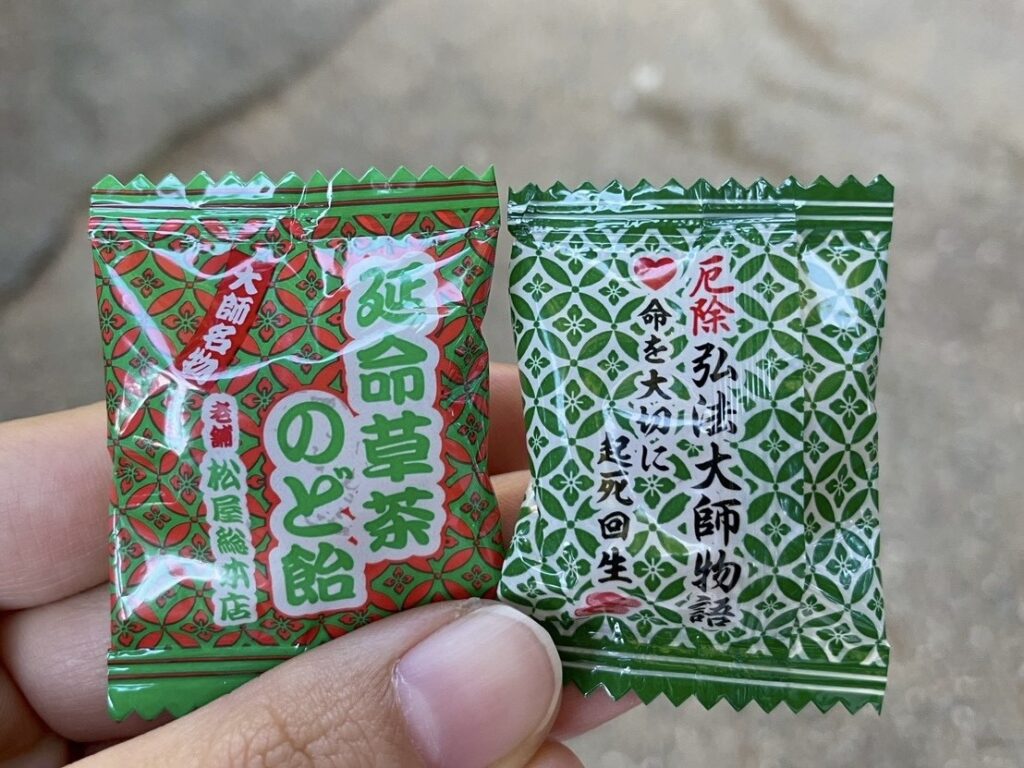 延命草茶
のど飴
大師名物
老舗
松屋総本店
厄除
弘法大師物語
命を大切に
起死回生